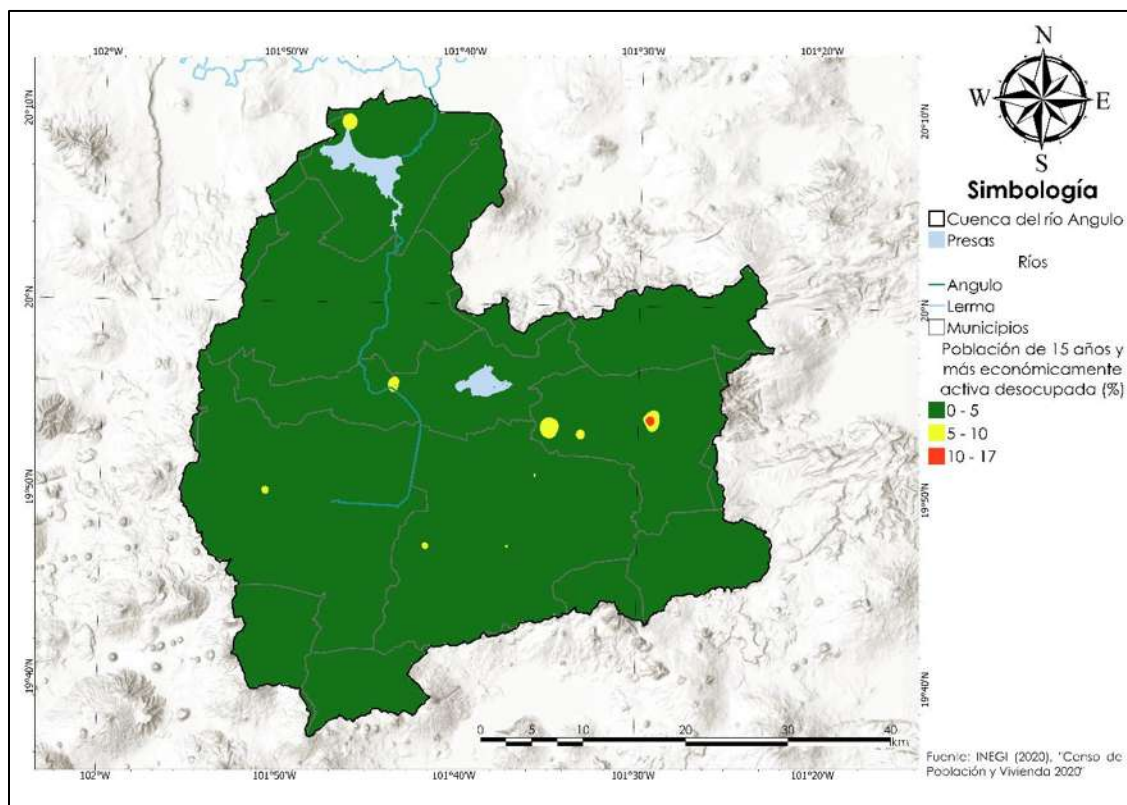 102°W
101°50'W
101°40'W
101°30'W
101°20'W
20°10'N
20°10'N
20°N
20°N
19°50'N
19°50'N
19°40'N
19°40'N
102°W
101°50'W
101°40'W
101°30'W
101°20'W
0 5 10 20 30 40
km
N
W E
S
Simbología
Cuenca del río Angulo
Presas
Ríos
Angulo
Lerma
Municipios
Población de 15 años y
más económicamente
activa desocupada (%)
0 - 5
5 - 10
10 - 17
Fuente: INEGI (2020), "Censo de
Población y Vivienda 2020"